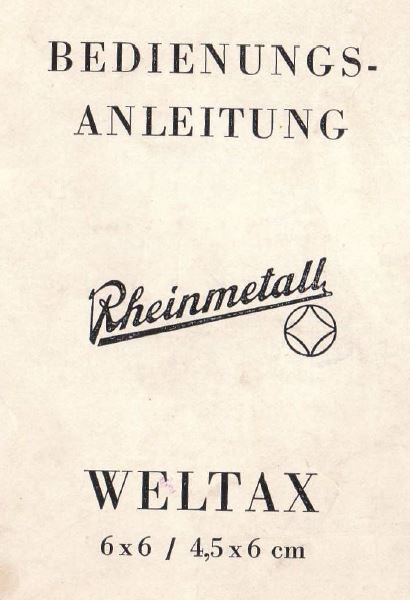 BEDIENUNGS-
ANLEITUNG
Rheinmetall
WELTAX
6x6 / 4,5x6 cm